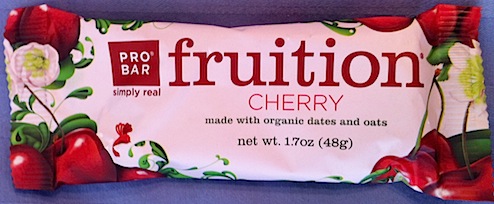 PRO®
BAR
simply real
fruition®
CHERRY
made with organic dates and oats
net wt. 1.7oz (48g)